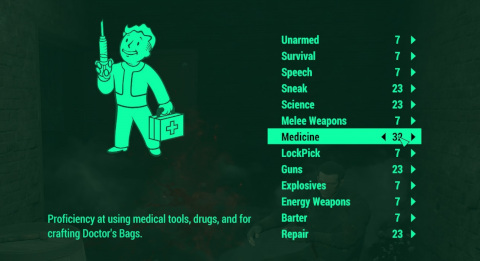 Unarmed 7
Survival 7
Speech 7
Sneak 23
Science 23
Melee Weapons 7
Medicine 32
LockPick 7
Guns 23
Explosives 7
Energy Weapons 7
Barter 7
Repair 23
Proficiency at using medical tools, drugs, and for
crafting Doctor's Bags.